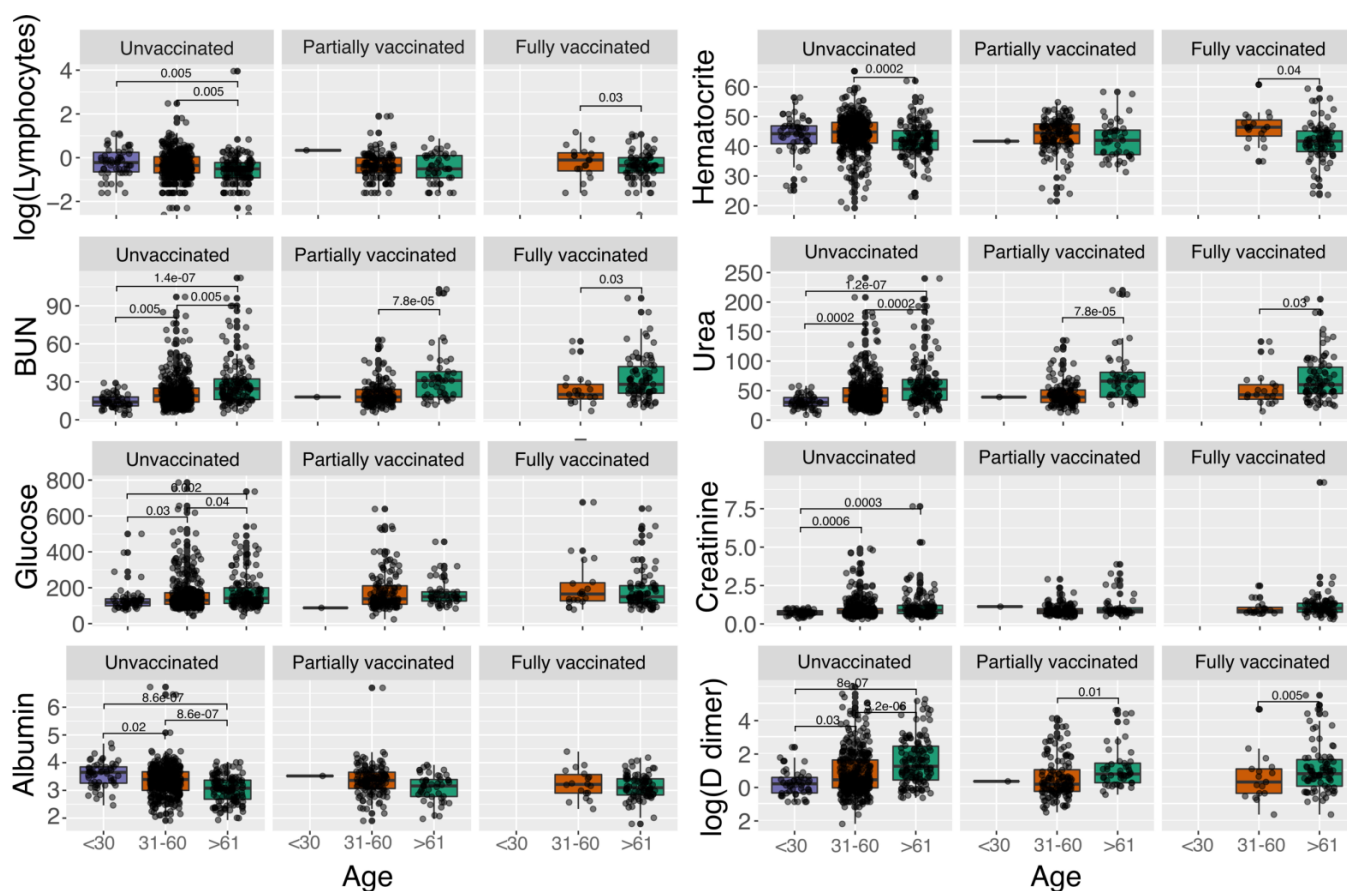 Unvaccinated Partially vaccinated Fully vaccinated
log(Lymphocytes)
4
2
0
−2
0.005
0.005
0.03
Unvaccinated Partially vaccinated Fully vaccinated
Hematocrite
60
50
40
30
20
0.0002
0.04
Unvaccinated Partially vaccinated Fully vaccinated
BUN
90
60
30
0
1.4e-07
0.005
0.005
7.8e-05
0.03
Unvaccinated Partially vaccinated Fully vaccinated
Urea
250
200
150
100
50
0
1.2e-07
0.0002
0.0002
7.8e-05
0.03
Unvaccinated Partially vaccinated Fully vaccinated
Glucose
800
600
400
200
0
0.002
0.03
0.04
Unvaccinated Partially vaccinated Fully vaccinated
Creatinine
7.5
5.0
2.5
0.0
0.0003
0.0006
Unvaccinated Partially vaccinated Fully vaccinated
Albumin
6
5
4
3
2
8.6e-07
0.02
8.6e-07
<30 31-60 >61 <30 31-60 >61 <30 31-60 >61
Age
Unvaccinated Partially vaccinated Fully vaccinated
log(D dimer)
4
2
0
2
8e-07
0.03
0.01
0.005
<30 31-60 >61 <30 31-60 >61 <30 31-60 >61
Age